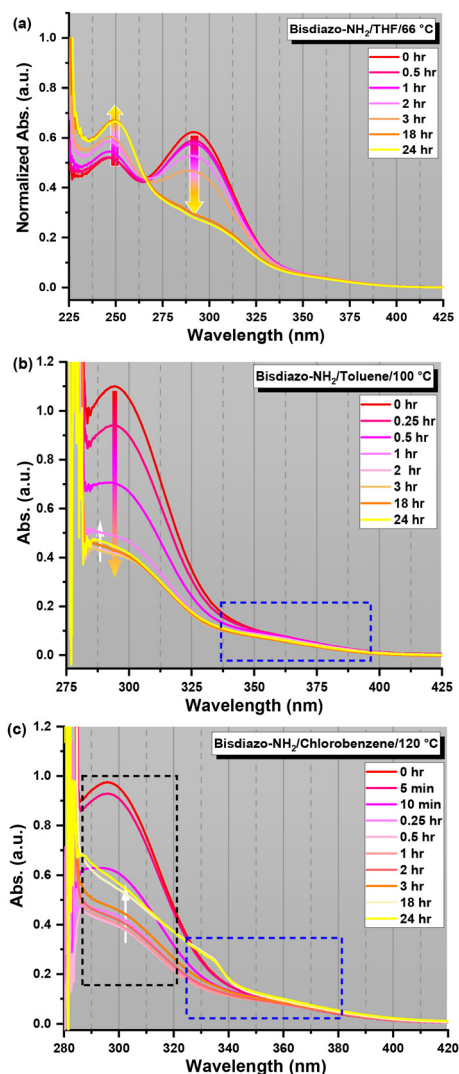 (a)
Bisdiazo-NH2/THF/66 °C
0 hr
0.5 hr
1 hr
2 hr
3 hr
18 hr
24 hr
Normalized Abs. (a.u.)
1.0
0.8
0.6
0.4
0.2
0.0
225 250 275 300 325 350 375 400 425
Wavelength (nm)
(b)
Bisdiazo-NH2/Toluene/100 °C
0 hr
0.25 hr
0.5 hr
1 hr
2 hr
3 hr
18 hr
24 hr
Abs. (a.u.)
1.2
1.0
0.8
0.6
0.4
0.2
0.0
275 300 325 350 375 400 425
Wavelength (nm)
(c)
Bisdiazo-NH2/Chlorobenzene/120 °C
0 hr
5 min
10 min
0.25 hr
0.5 hr
1 hr
2 hr
3 hr
18 hr
24 hr
Abs. (a.u.)
1.2
1.0
0.8
0.6
0.4
0.2
0.0
280 300 320 340 360 380 400 420
Wavelength (nm)